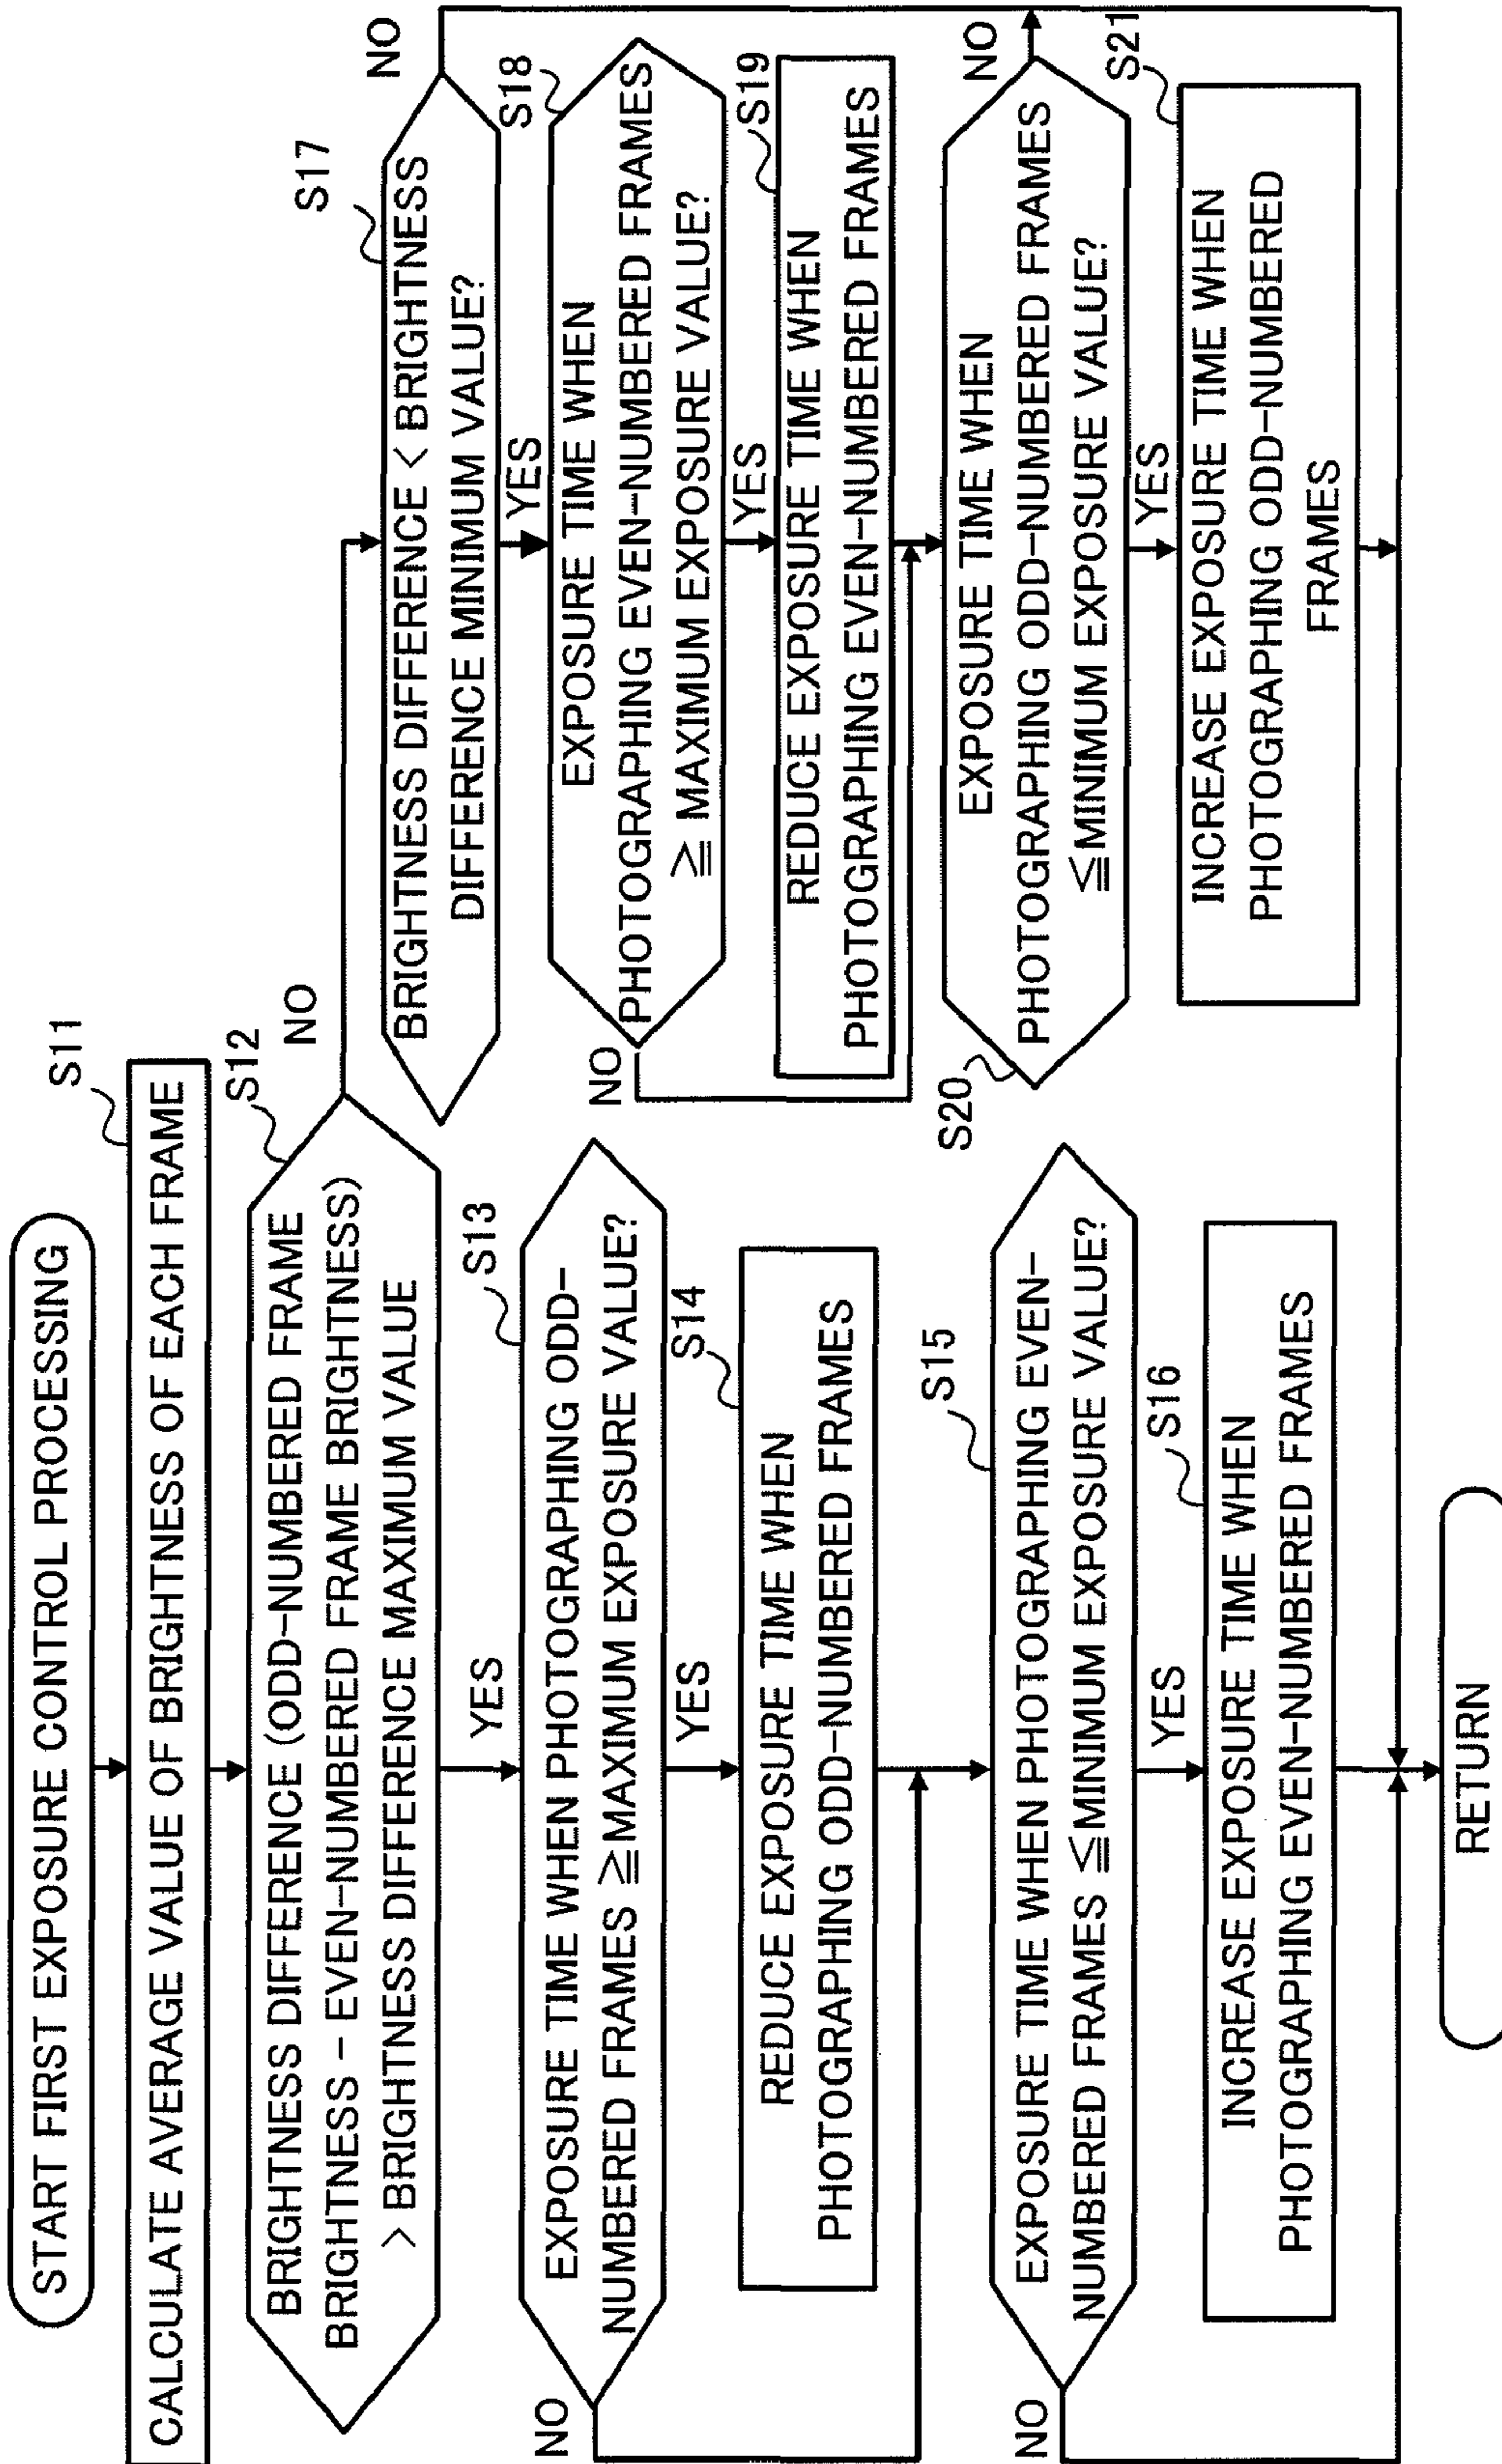 START FIRST EXPOSURE CONTROL PROCESSING
S11
CALCULATE AVERAGE VALUE OF BRIGHTNESS OF EACH FRAME
S12
BRIGHTNESS DIFFERENCE (ODD-NUMBERED FRAME
BRIGHTNESS - EVEN-NUMBERED FRAME BRIGHTNESS)
> BRIGHTNESS DIFFERENCE MAXIMUM VALUE
NO
YES
S13
EXPOSURE TIME WHEN PHOTOGRAPHING ODD-
NUMBERED FRAMES ≧MAXIMUM EXPOSURE VALUE?
NO
YES
S14
REDUCE EXPOSURE TIME WHEN
PHOTOGRAPHING ODD-NUMBERED FRAMES
S15
EXPOSURE TIME WHEN PHOTOGRAPHING EVEN-
NUMBERED FRAMES ≦MINIMUM EXPOSURE VALUE?
NO
YES
S16
INCREASE EXPOSURE TIME WHEN
PHOTOGRAPHING EVEN-NUMBERED FRAMES
S17
BRIGHTNESS DIFFERENCE < BRIGHTNESS
DIFFERENCE MINIMUM VALUE?
NO
YES
S18
EXPOSURE TIME WHEN
PHOTOGRAPHING EVEN-NUMBERED FRAMES
≧ MAXIMUM EXPOSURE VALUE?
NO
YES
S19
REDUCE EXPOSURE TIME WHEN
PHOTOGRAPHING EVEN-NUMBERED FRAMES
S20
EXPOSURE TIME WHEN
PHOTOGRAPHING ODD-NUMBERED FRAMES
≦MINIMUM EXPOSURE VALUE?
NO
YES
S21
INCREASE EXPOSURE TIME WHEN
PHOTOGRAPHING ODD-NUMBERED
FRAMES
RETURN